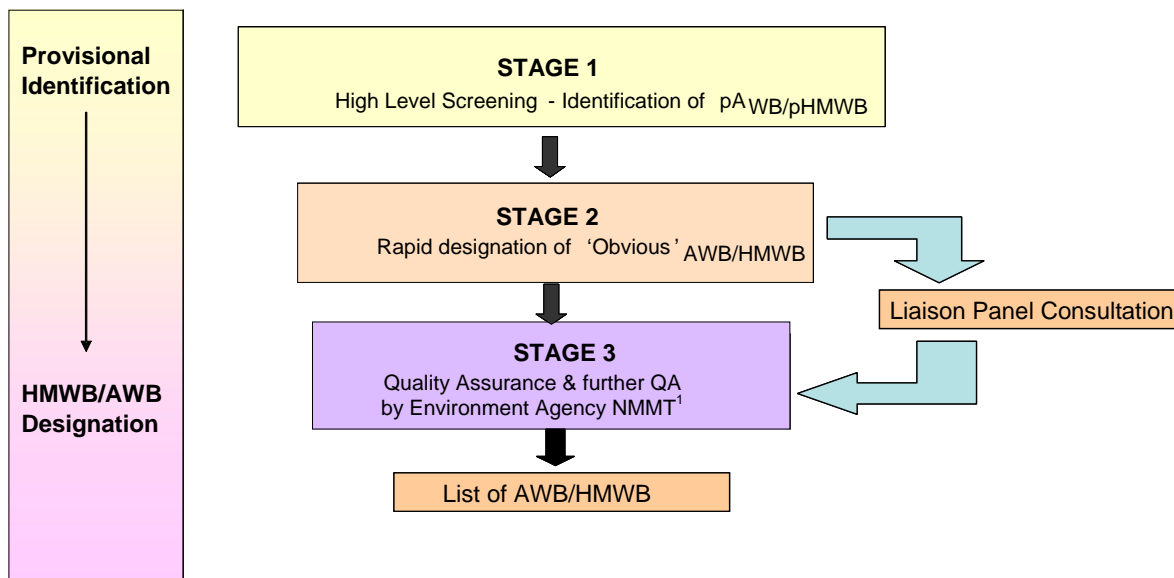 Provisional
Identification
HMWB/AWB
Designation
STAGE 1
High Level Screening - Identification of pAWB/pHMWB
STAGE 2
Rapid designation of 'Obvious' AWB/HMWB
Liaison Panel Consultation
STAGE 3
Quality Assurance & further QA
by Environment Agency NMMT1
List of AWB/HMWB